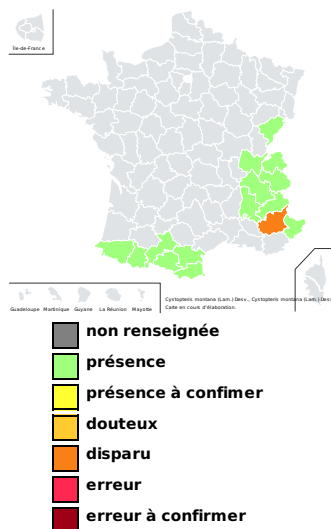 Île-de-France
Guadeloupe Martinique Guyane La Réunion Mayotte
Cystopteris montana (Lam.) Desv., Cystopteris montana (Lam.) Desv
Carte en cours d'élaboration.
non renseignée
présence
présence à confimer
douteux
disparu
erreur
erreur à confirmer